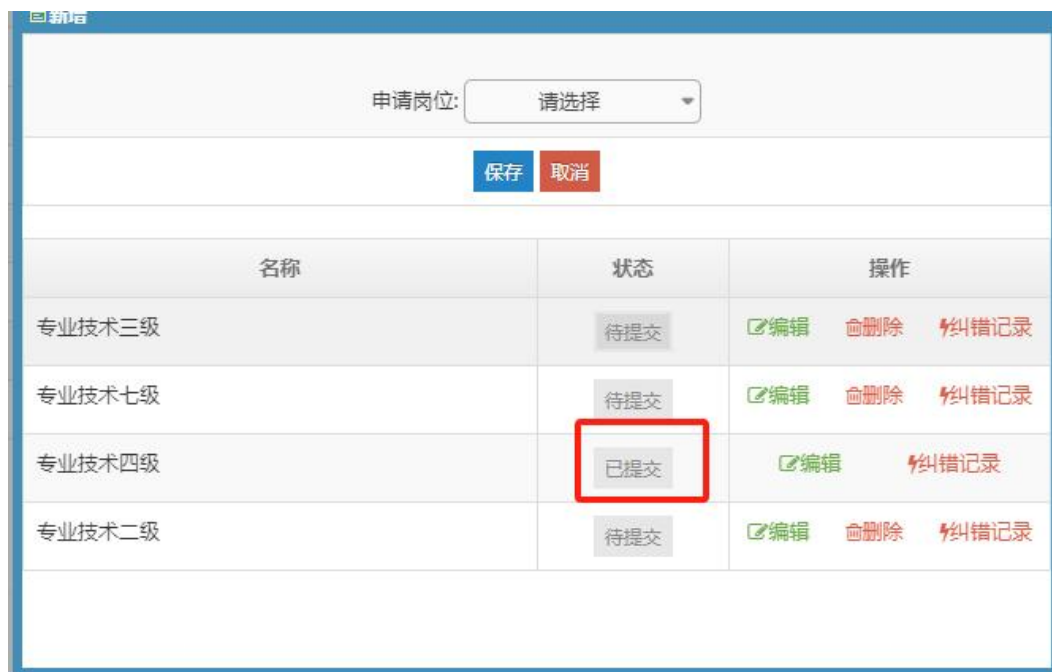 新增
申请岗位: 请选择
保存 取消
名称 状态 操作
专业技术三级 待提交 编辑 删除 纠错记录
专业技术七级 待提交 编辑 删除 纠错记录
专业技术四级 已提交 编辑 纠错记录
专业技术二级 待提交 编辑 删除 纠错记录